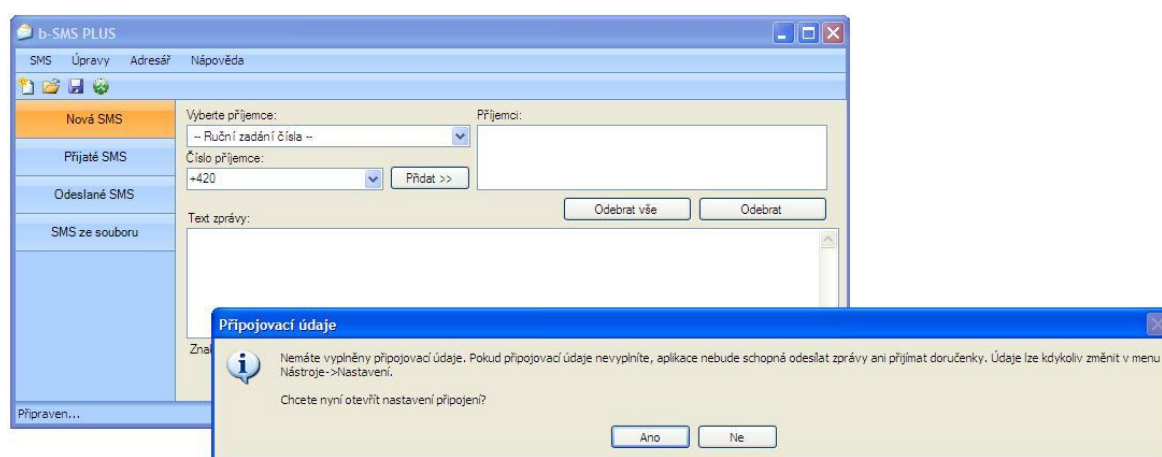 b-SMS PLUS
SMS Úpravy Adresář Nápověda
Nová SMS
Přijaté SMS
Odeslané SMS
SMS ze souboru
Vyberte příjemce:
-- Ruční zadání čísla --
Číslo příjemce:
+420
Přidat >>
Příjemci:
Odebrat vše
Odebrat
Text zprávy:
Připraven...
Připojovací údaje
Nemáte vyplněny připojovací údaje. Pokud připojovací údaje nevyplníte, aplikace nebude schopná odesílat zprávy ani přijímat doručenky. Údaje lze kdykoliv změnit v menu
Nástroje->Nastavení.
Chcete nyní otevřít nastavení připojení?
Ano
Ne